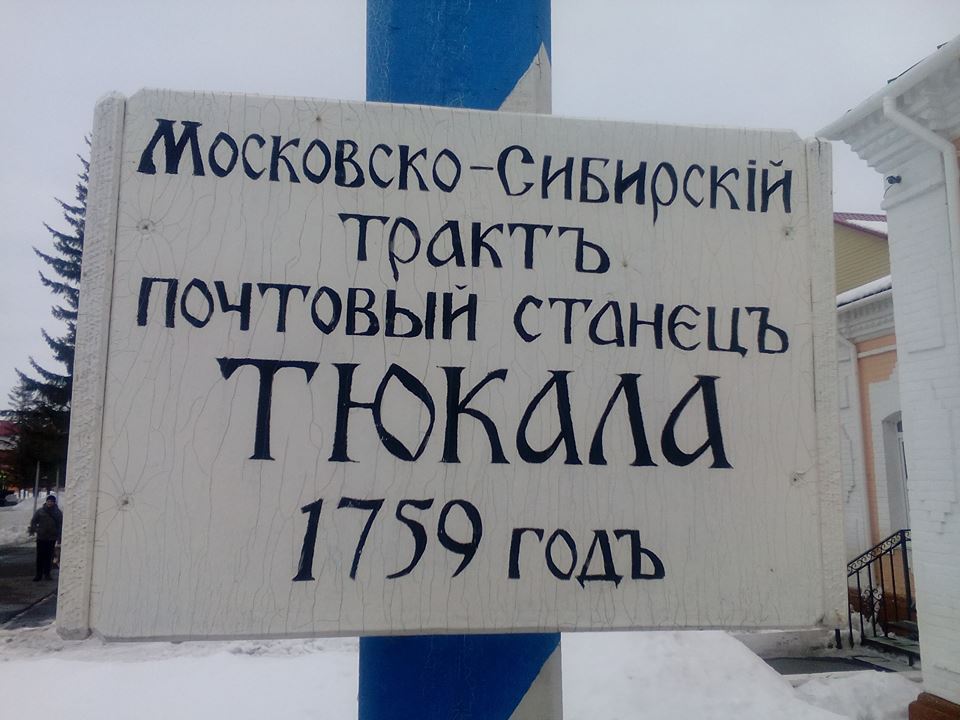 Московско-Сибирскій
трактъ
почтовый станецъ
Тюкала
1759 годъ